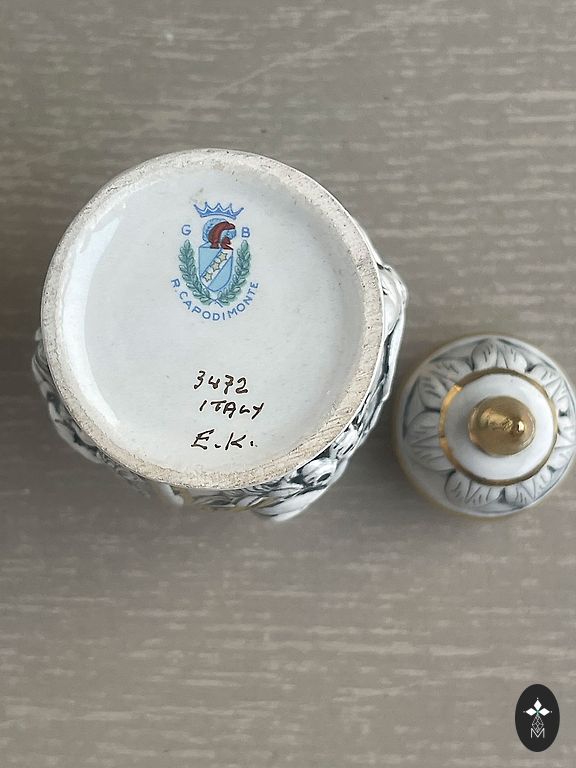 G B
R. CAPODIMONTE
3472
ITALY
E.K.
M